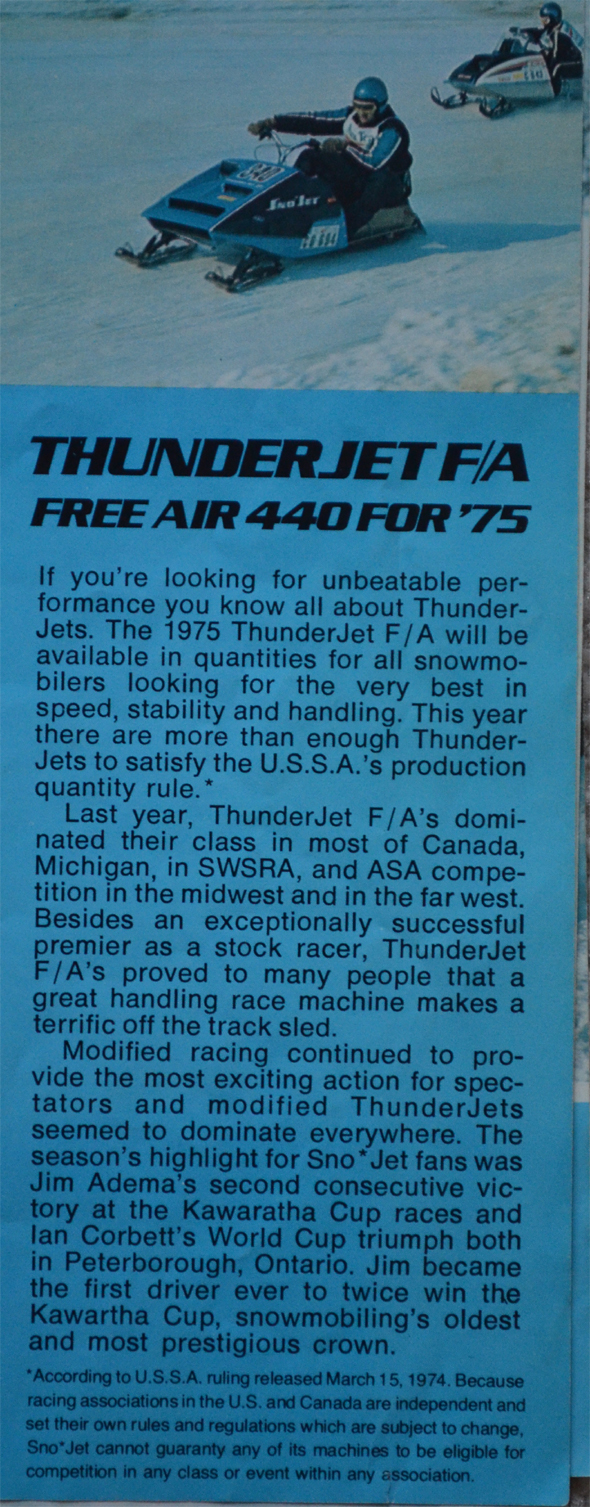 540
Sno*Jet
THUNDERJET F/A
FREE AIR 440 FOR '75
If you're looking for unbeatable per-
formance you know all about Thunder-
Jets. The 1975 ThunderJet F/A will be
available in quantities for all snowmo-
bilers looking for the very best in
speed, stability and handling. This year
there are more than enough Thunder-
Jets to satisfy the U.S.S.A.'s production
quantity rule.*
Last year, ThunderJet F/A's domi-
nated their class in most of Canada,
Michigan, in SWSRA, and ASA compe-
tition in the midwest and in the far west.
Besides an exceptionally successful
premier as a stock racer, ThunderJet
F/A's proved to many people that a
great handling race machine makes a
terrific off the track sled.
Modified racing continued to pro-
vide the most exciting action for spec-
tators and modified ThunderJets
seemed to dominate everywhere. The
season's highlight for Sno*Jet fans was
Jim Adema's second consecutive vic-
tory at the Kawaratha Cup races and
Ian Corbett's World Cup triumph both
in Peterborough, Ontario. Jim became
the first driver ever to twice win the
Kawartha Cup, snowmobiling's oldest
and most prestigious crown.
*According to U.S.S.A. ruling released March 15, 1974. Because
racing associations in the U.S. and Canada are independent and
set their own rules and regulations which are subject to change,
Sno*Jet cannot guaranty any of its machines to be eligible for
competition in any class or event within any association.